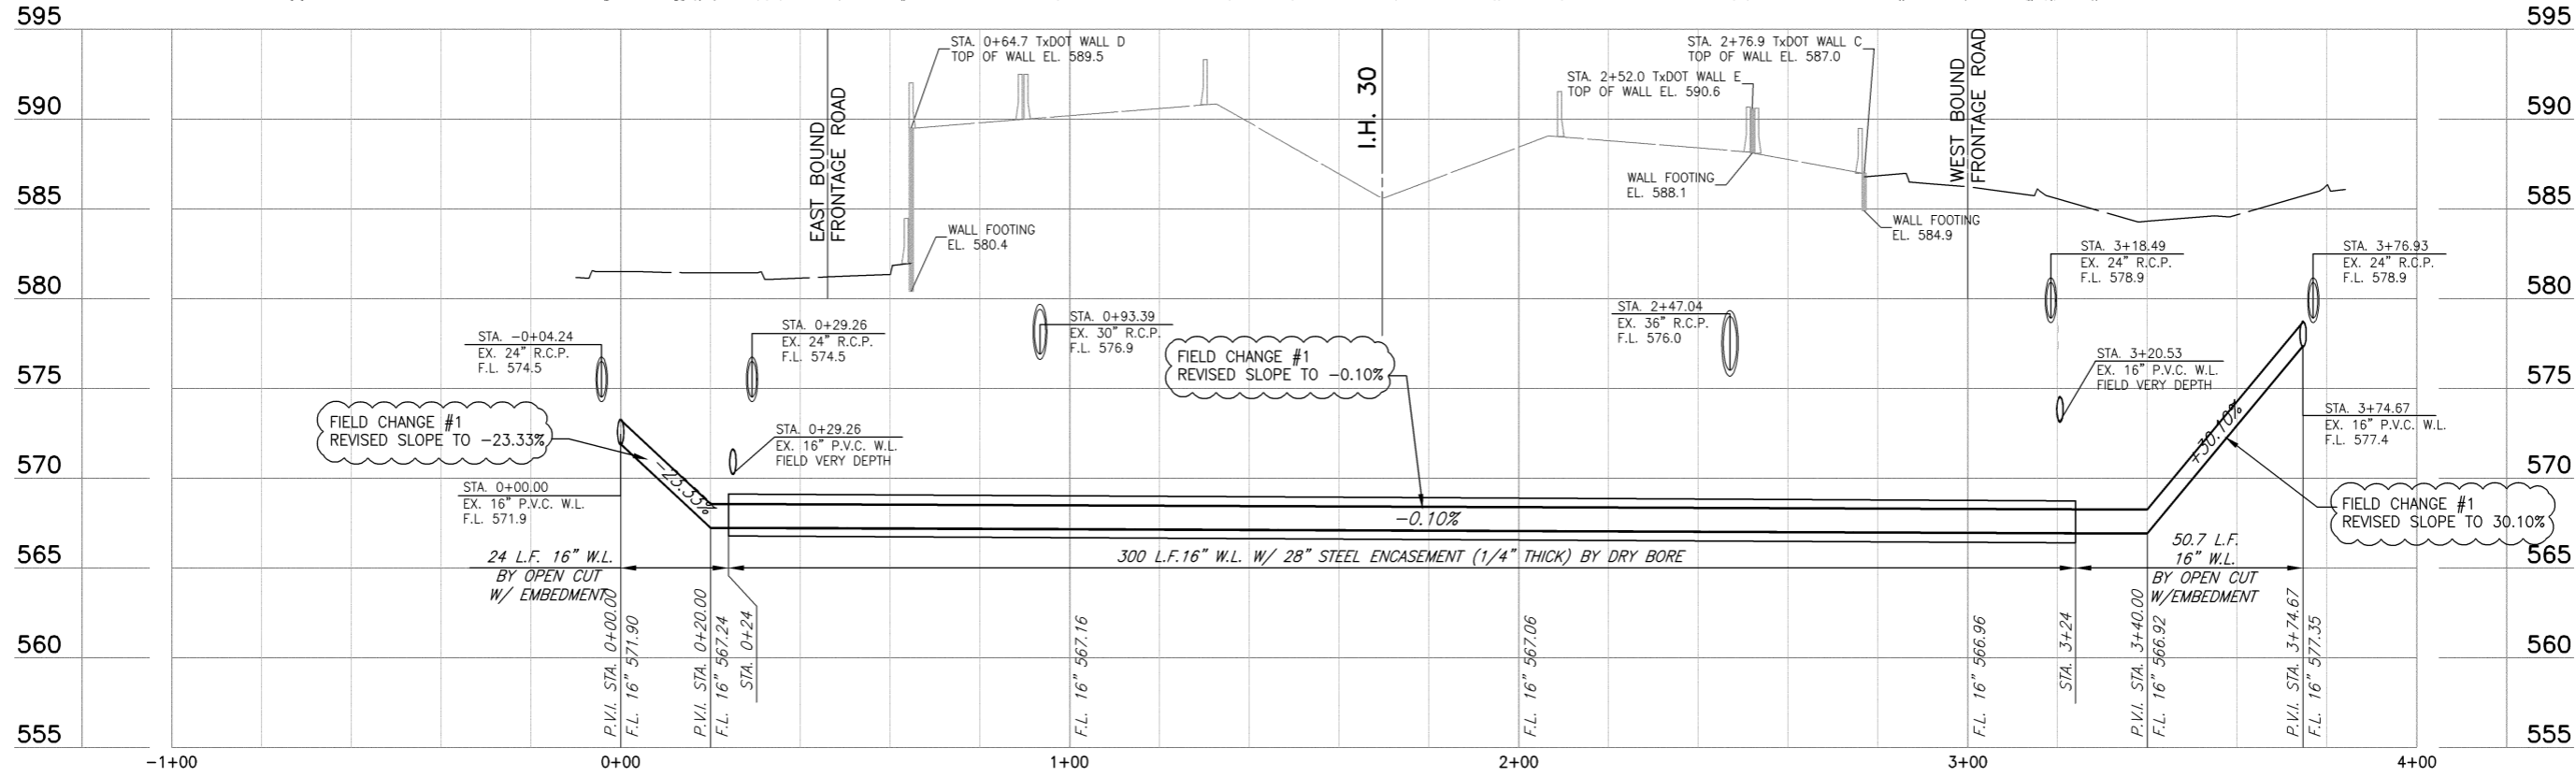 595
595
590
590
585
585
580
580
575
575
570
570
565
565
560
560
555
555
STA. 0+64.7 TxDOT WALL D
TOP OF WALL EL. 589.5
STA. 2+76.9 TxDOT WALL C
TOP OF WALL EL. 587.0
STA. 2+52.0 TxDOT WALL E
TOP OF WALL EL. 590.6
EAST BOUND
FRONTAGE ROAD
I.H. 30
WEST BOUND
FRONTAGE ROAD
WALL FOOTING
EL. 580.4
WALL FOOTING
EL. 588.1
WALL FOOTING
EL. 584.9
STA. -0+04.24
EX. 24" R.C.P.
F.L. 574.5
STA. 0+29.26
EX. 24" R.C.P.
F.L. 574.5
STA. 0+93.39
EX. 30" R.C.P.
F.L. 576.9
STA. 2+47.04
EX. 36" R.C.P.
F.L. 576.0
STA. 3+18.49
EX. 24" R.C.P.
F.L. 578.9
STA. 3+76.93
EX. 24" R.C.P.
F.L. 578.9
FIELD CHANGE #1
REVISED SLOPE TO -0.10%
STA. 3+20.53
EX. 16" P.V.C. W.L.
FIELD VERY DEPTH
FIELD CHANGE #1
REVISED SLOPE TO -23.33%
STA. 0+29.26
EX. 16" P.V.C. W.L.
FIELD VERY DEPTH
STA. 3+74.67
EX. 16" P.V.C. W.L.
F.L. 577.4
STA. 0+00.00
EX. 16" P.V.C. W.L.
F.L. 571.9
-23.33%
-0.10%
+30.10%
FIELD CHANGE #1
REVISED SLOPE TO 30.10%
24 L.F. 16" W.L.
BY OPEN CUT
W/ EMBEDMENT
300 L.F.16" W.L. W/ 28" STEEL ENCASEMENT (1/4" THICK) BY DRY BORE
50.7 L.F.
16" W.L.
BY OPEN CUT
W/EMBEDMENT
P.V.I. STA. 0+00.00
F.L. 16" 571.90
P.V.I. STA. 0+20.00
F.L. 16" 567.24
STA. 0+24
F.L. 16" 567.16
F.L. 16" 567.06
F.L. 16" 566.96
STA. 3+24
P.V.I. STA. 3+40.00
F.L. 16" 566.92
P.V.I. STA. 3+74.67
F.L. 16" 577.35
-1+00
0+00
1+00
2+00
3+00
4+00